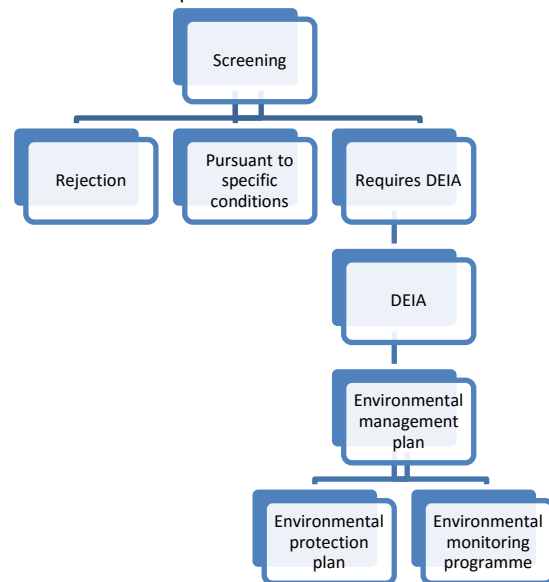 Screening
Rejection
Pursuant to
specific
conditions
Requires DEIA
DEIA
Environmental
management
plan
Environmental
protection
plan
Environmental
monitoring
programme